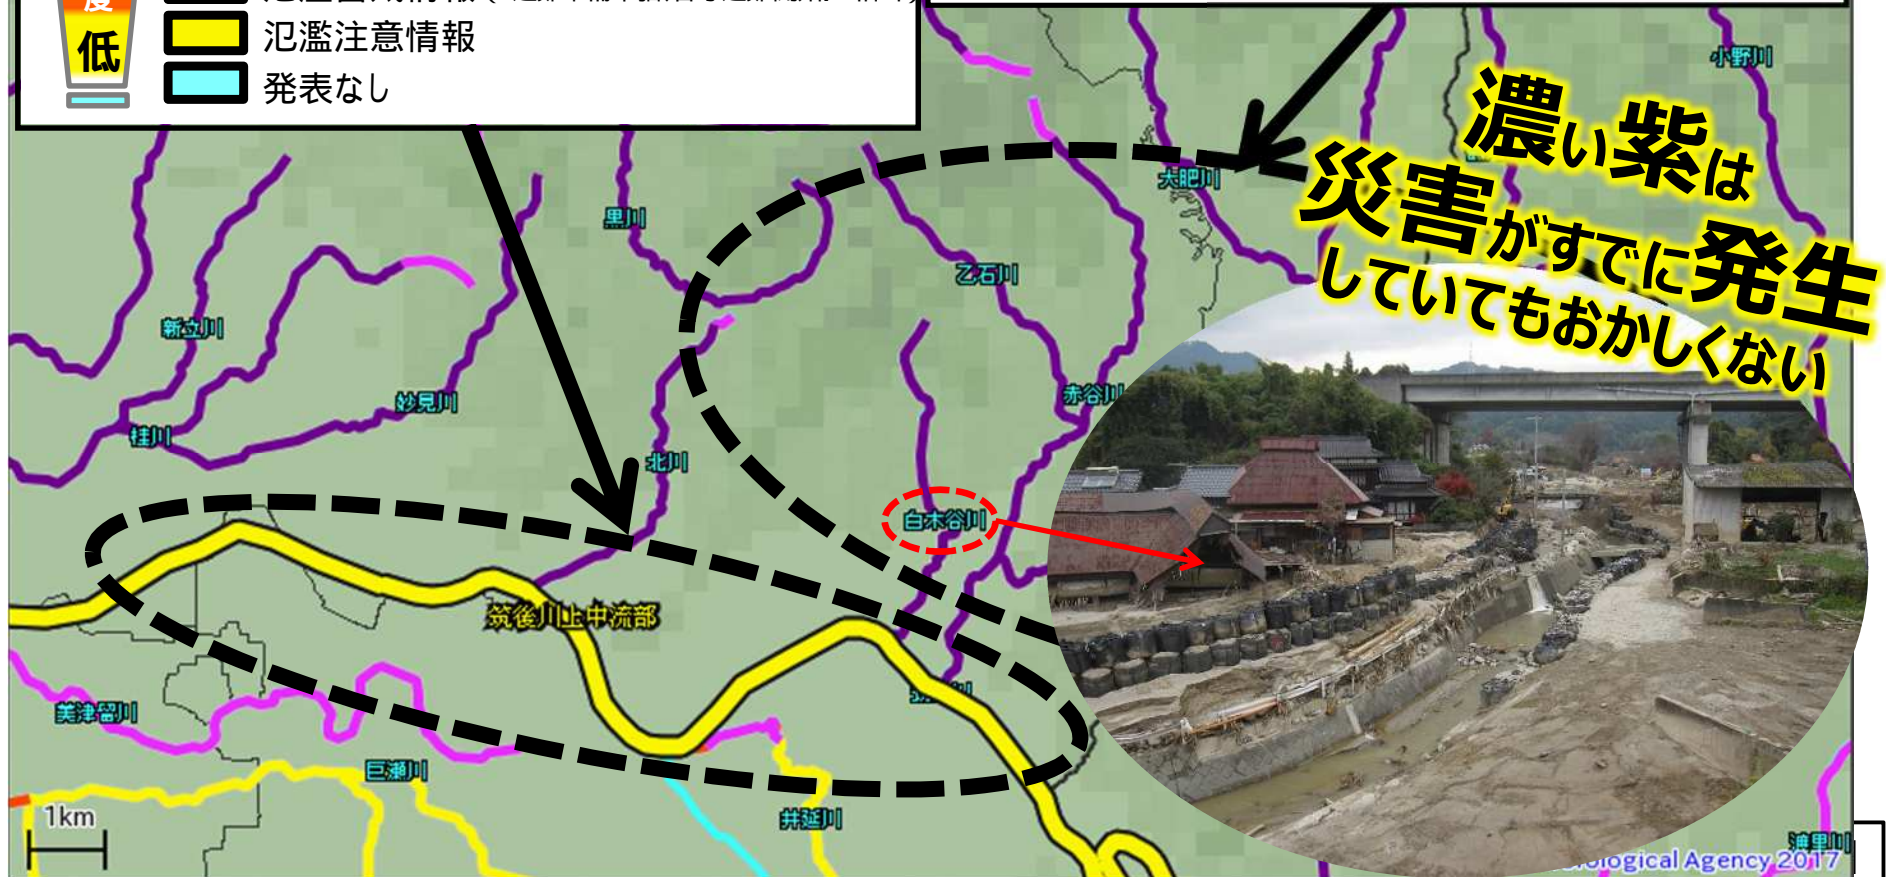 度
低
氾濫注意情報
発表なし
小野川
濃い紫は
災害がすでに発生
していてもおかしくない
大肥川
黒川
乙石川
新立川
妙見川
赤谷川
桂川
北川
白木谷川
筑後川上中流部
美津留川
巨瀬川
井延川
1km
ological Agency 2017